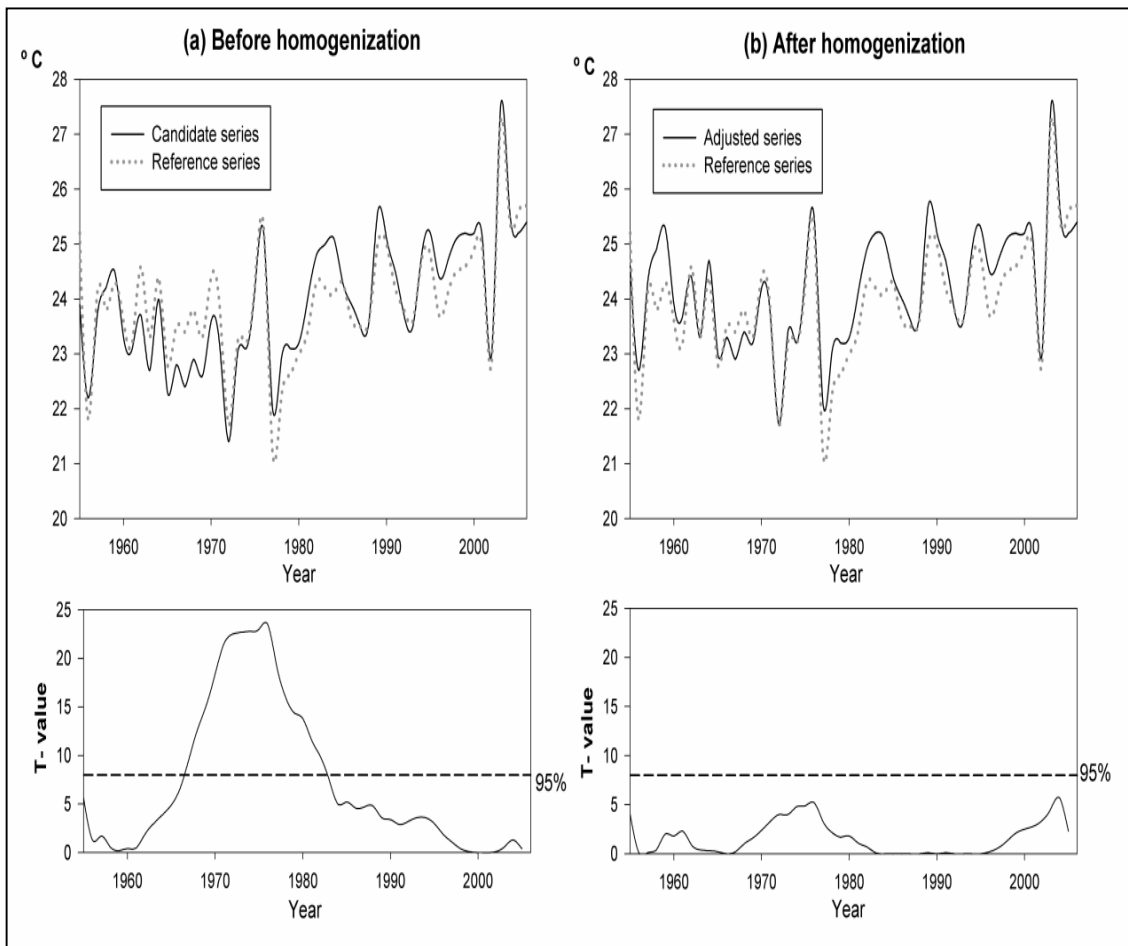 (a) Before homogenization
º C
28
27
26
25
24
23
22
21
20
Candidate series
Reference series
1960 1970 1980 1990 2000
Year
(b) After homogenization
º C
28
27
26
25
24
23
22
21
20
Adjusted series
Reference series
1960 1970 1980 1990 2000
Year
T- value
25
20
15
10
5
0
95%
1960 1970 1980 1990 2000
Year
T- value
25
20
15
10
5
0
95%
1960 1970 1980 1990 2000
Year